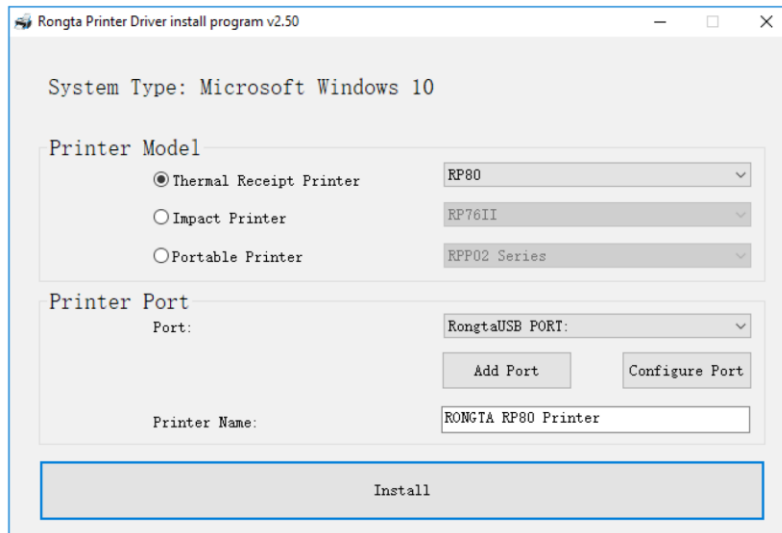 Rongta Printer Driver install program v2.50
System Type: Microsoft Windows 10
Printer Model
Thermal Receipt Printer RP80
Impact Printer RP76II
Portable Printer RPP02 Series
Printer Port
Port: RongtaUSB PORT:
Add Port Configure Port
Printer Name: RONGTA RP80 Printer
Install